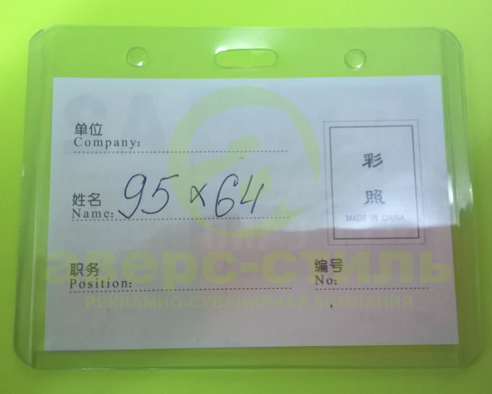 单位
Company:
姓名
Name: 95 x 64
彩
照
MADE IN CHINA
职务
Position:
编号
No:
аверс-стиль
РЕКЛАМНО-СУВЕНИРНАЯ КОМПАНИЯ